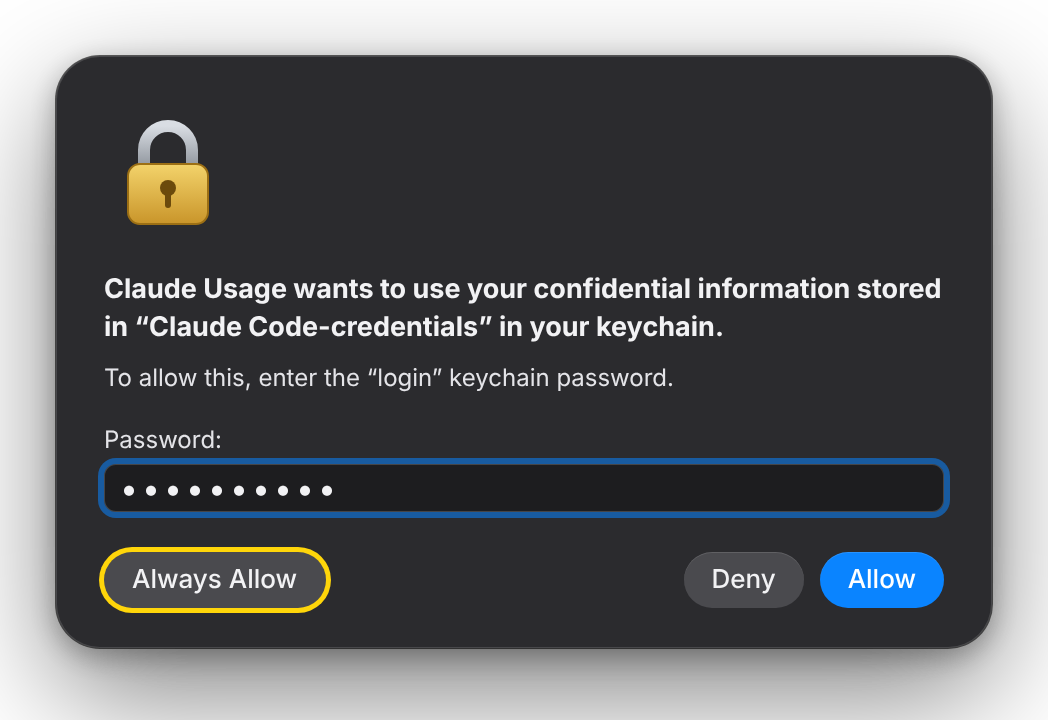 Claude Usage wants to use your confidential information stored
in “Claude Code-credentials” in your keychain.
To allow this, enter the “login” keychain password.
Password:
Always Allow
Deny
Allow